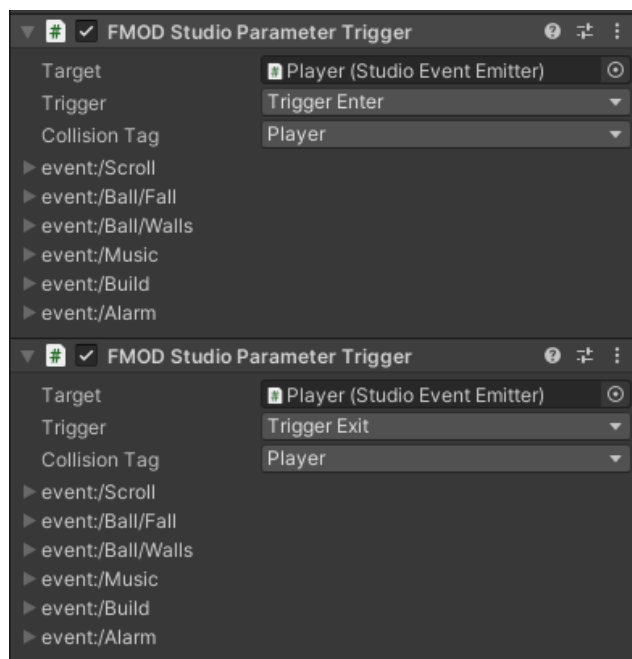 FMOD Studio Parameter Trigger
Target Player (Studio Event Emitter)
Trigger Trigger Enter
Collision Tag Player
event:/Scroll
event:/Ball/Fall
event:/Ball/Walls
event:/Music
event:/Build
event:/Alarm
FMOD Studio Parameter Trigger
Target Player (Studio Event Emitter)
Trigger Trigger Exit
Collision Tag Player
event:/Scroll
event:/Ball/Fall
event:/Ball/Walls
event:/Music
event:/Build
event:/Alarm